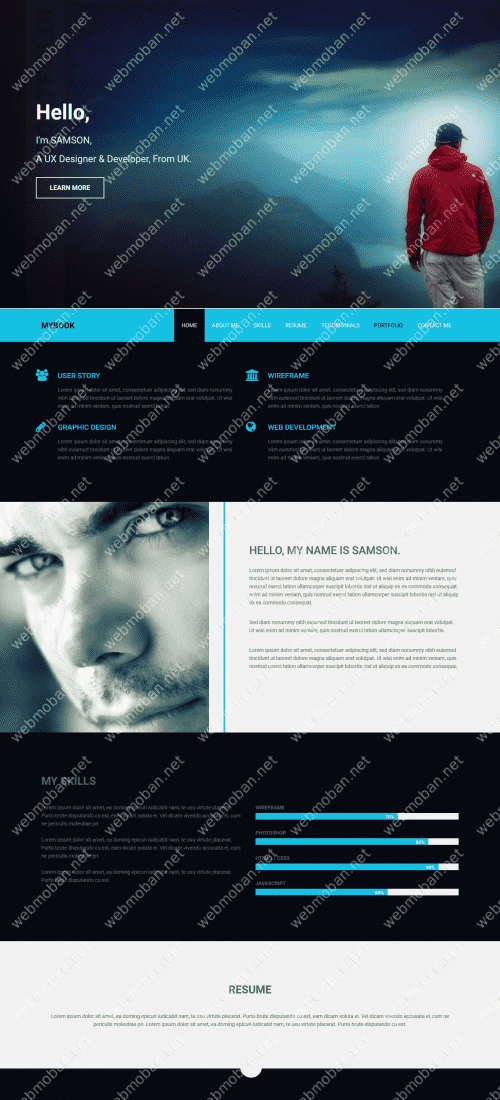 Hello,
I'm SAMSON,
A UX Designer & Developer, From UK.
LEARN MORE
MYBOOK
HOME ABOUT ME SKILLS RESUME TESTIMONIALS PORTFOLIO CONTACT ME
USER STORY
Lorem ipsum dolor sit amet, consectetuer adipiscing elit, sed diam nonummy
nibh euismod tincidunt ut laoreet dolore magna aliquam erat volutpat. Ut wisi
enim ad minim veniam, quis nostrud exerci tation
WIREFRAME
Lorem ipsum dolor sit amet, consectetuer adipiscing elit, sed diam nonummy
nibh euismod tincidunt ut laoreet dolore magna aliquam erat volutpat. Ut wisi
enim ad minim veniam, quis nostrud exerci tation
GRAPHIC DESIGN
Lorem ipsum dolor sit amet, consectetuer adipiscing elit, sed diam nonummy
nibh euismod tincidunt ut laoreet dolore magna aliquam erat volutpat. Ut wisi
enim ad minim veniam, quis nostrud exerci tation
WEB DEVELOPMENT
Lorem ipsum dolor sit amet, consectetuer adipiscing elit, sed diam nonummy
nibh euismod tincidunt ut laoreet dolore magna aliquam erat volutpat. Ut wisi
enim ad minim veniam, quis nostrud exerci tation
HELLO, MY NAME IS SAMSON.
Lorem ipsum dolor sit amet, consectetuer adipiscing elit, sed diam nonummy nibh euismod
tincidunt ut laoreet dolore magna aliquam erat volutpat. Ut wisi enim ad minim veniam, quis
nostrud exerci tation ullamcorper suscipit lobortis nisl ut aliquip ex ea commodo consequat.
enim ad minim veniam, quis nostrud exerci tation ullamcorper suscipit lobortis nisl ut aliquip
ex ea commodo consequat.
Sed diam nonummy nibh euismod tincidunt ut laoreet dolore magna aliquam erat volutpat.
Ut wisi enim ad minim veniam, quis nostrud exerci tation ullamcorper suscipit lobortis.
Lorem ipsum dolor sit amet, consectetuer adipiscing elit, sed diam nonummy nibh euismod
tincidunt ut laoreet dolore magna aliquam erat volutpat. Ut wisi enim ad minim veniam, quis
nostrud exerci tation ullamcorper suscipit lobortis nisl ut aliquip ex ea commodo consequat.
MY SKILLS
Lorem ipsum dolor sit amet, ea doming epicuri iudicabit nam, te usu virtute placerat.
Purto brute disputando cu est, eam dicam soluta ei. Vel dicam vivendo accusata ei, cum
ne periculis molestiae pri.
Lorem ipsum dolor sit amet, ea doming epicuri iudicabit nam, te usu virtute placerat.
Purto brute disputando cu est, eam dicam soluta ei. Vel dicam vivendo accusata ei, cum
ne periculis molestiae pri.
Lorem ipsum dolor sit amet, ea doming epicuri iudicabit nam, te usu virtute placerat.
Purto brute disputando cu est.
WIREFRAME
70%
PHOTOSHOP
85%
HTML5 / CSS3
90%
JAVASCRIPT
65%
RESUME
Lorem ipsum dolor sit amet, ea doming epicuri iudicabit nam, te usu virtute placerat. Purto brute disputando cu est, eam dicam soluta ei. Vel dicam vivendo accusata ei, cum ne
periculis molestiae pri. Lorem ipsum dolor sit amet, ea doming epicuri iudicabit nam, te usu virtute placerat. Purto brute disputando cu est
webmoban.net